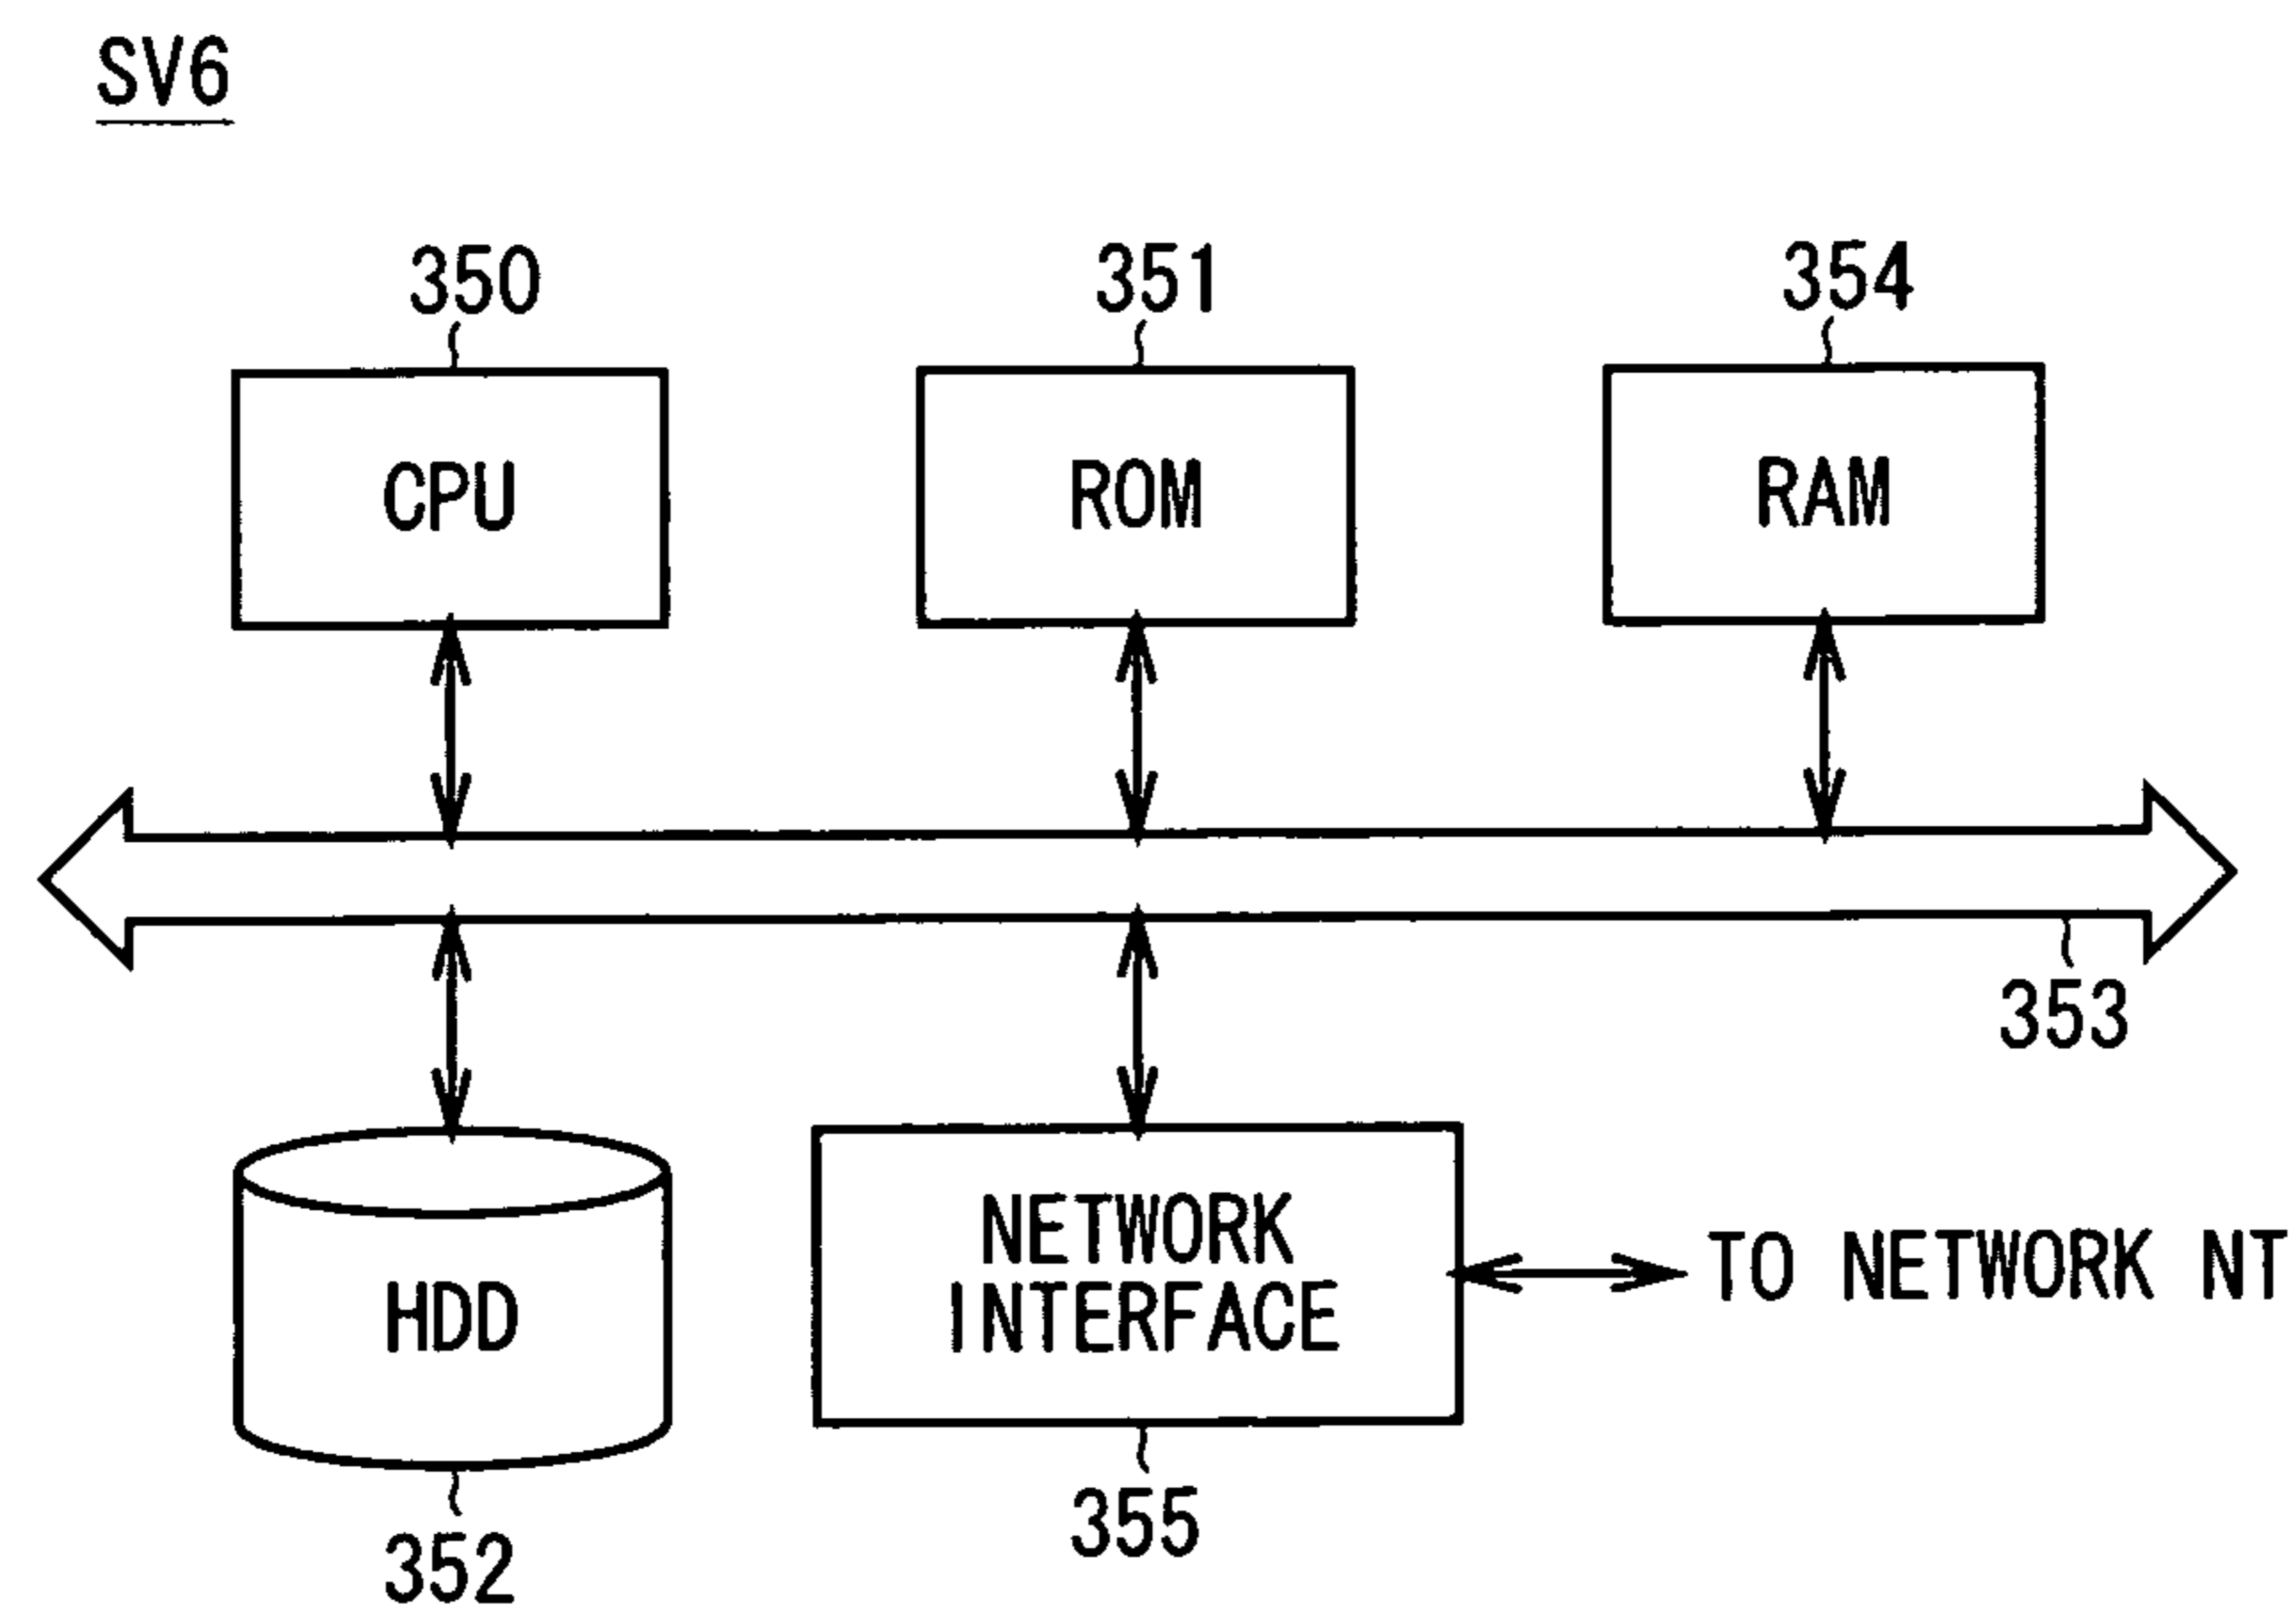 SV6
350
351
354
CPU
ROM
RAM
353
HDD
NETWORK
INTERFACE
TO NETWORK NT
352
355